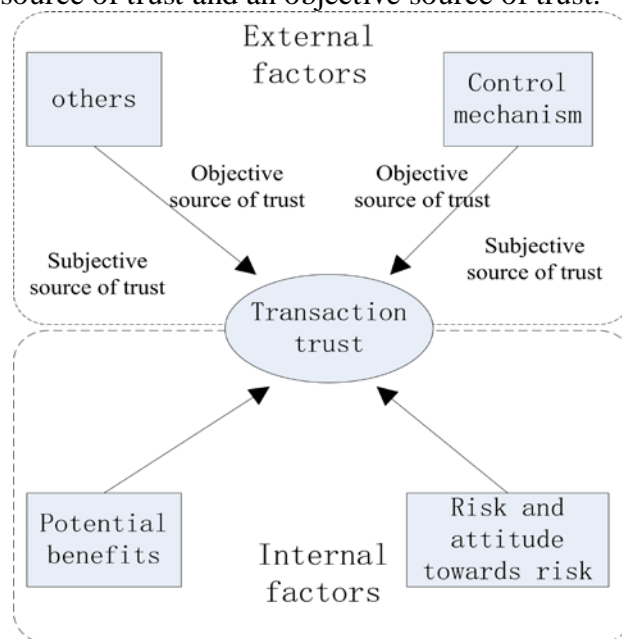 source of trust and an objective source of trust.
External
factors
others
Control
mechanism
Objective
source of trust
Objective
source of trust
Subjective
source of trust
Subjective
source of trust
Transaction
trust
Potential
benefits
Internal
factors
Risk and
attitude
towards risk